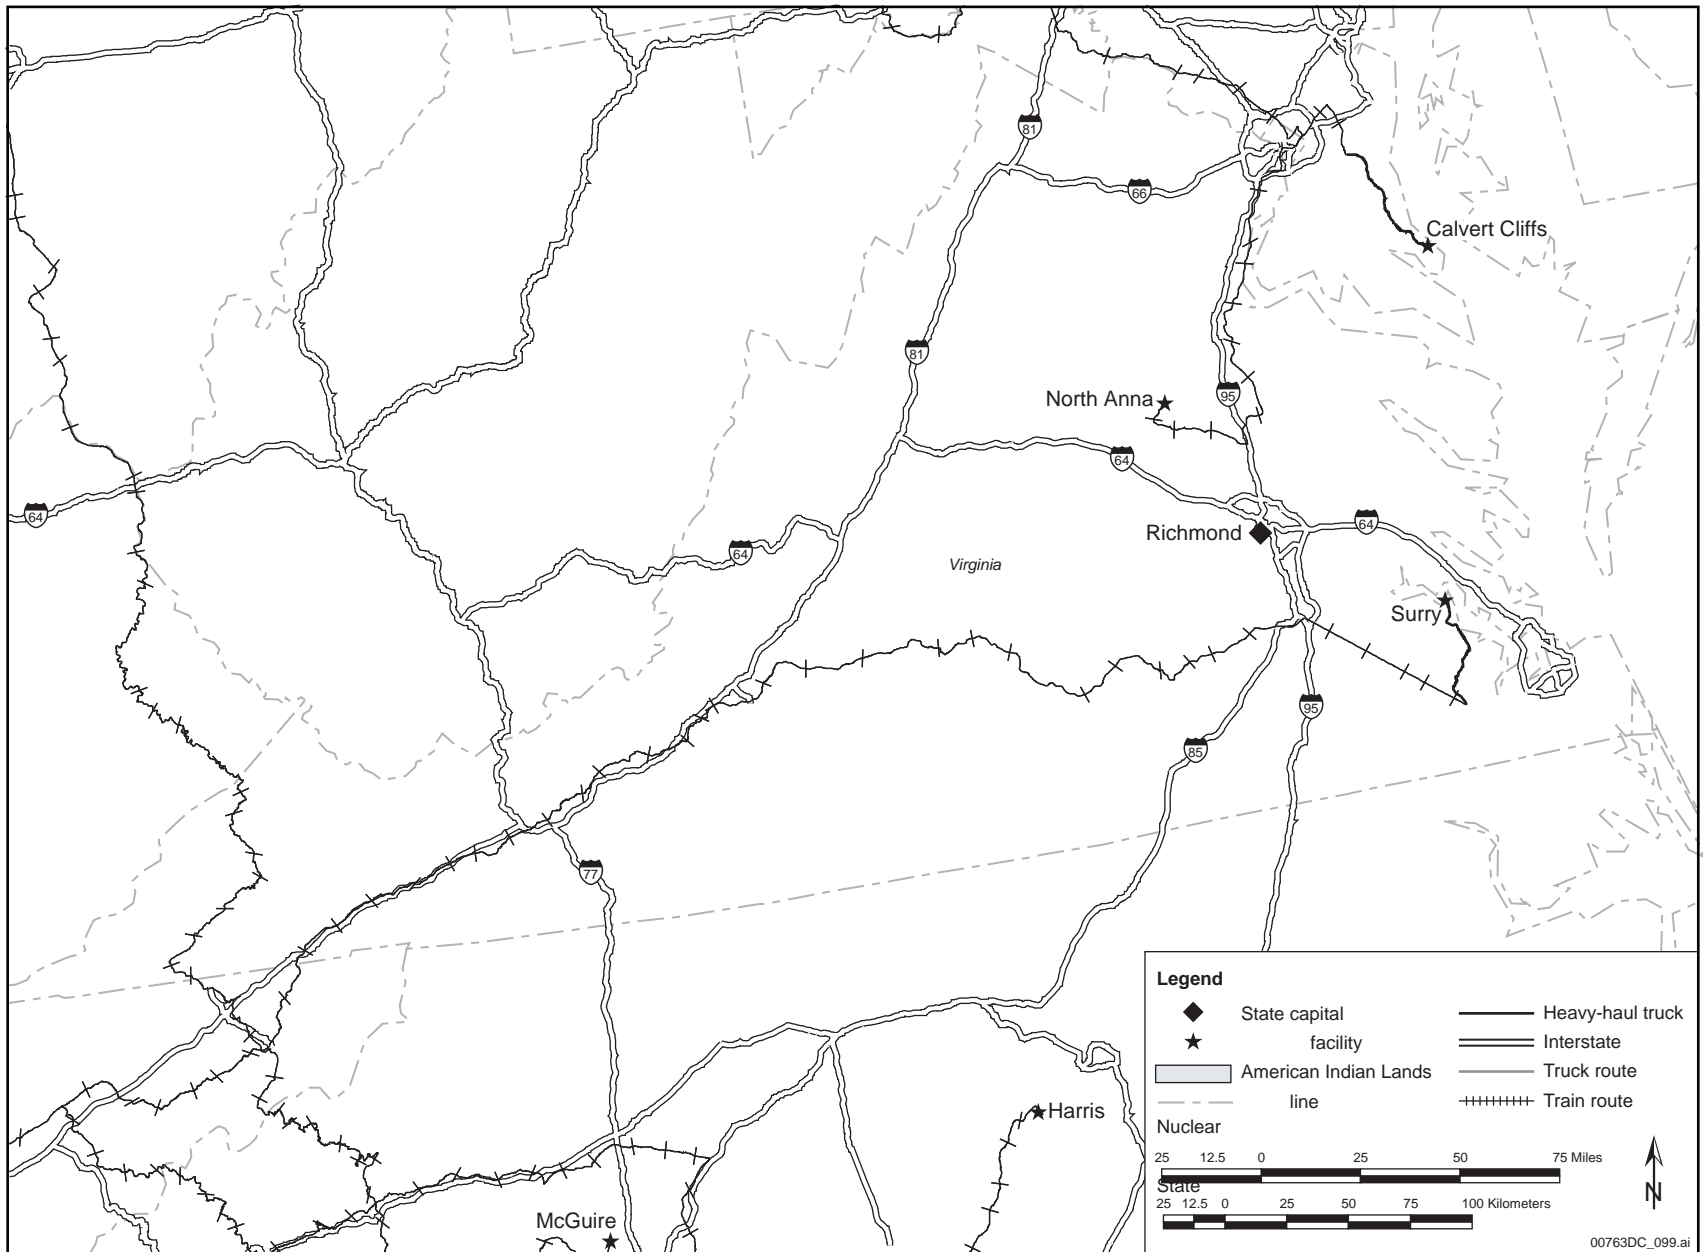 81
66
Calvert Cliffs
81
North Anna
95
64
64
Richmond
64
64
Virginia
Surry
95
85
77
Legend
State capital
Heavy-haul truck
facility
Interstate
American Indian Lands
Truck route
line
Train route
Nuclear
25 12.5 0 25 50 75 Miles
State
25 12.5 0 25 50 75 100 Kilometers
N
Harris
McGuire
00763DC_099.ai